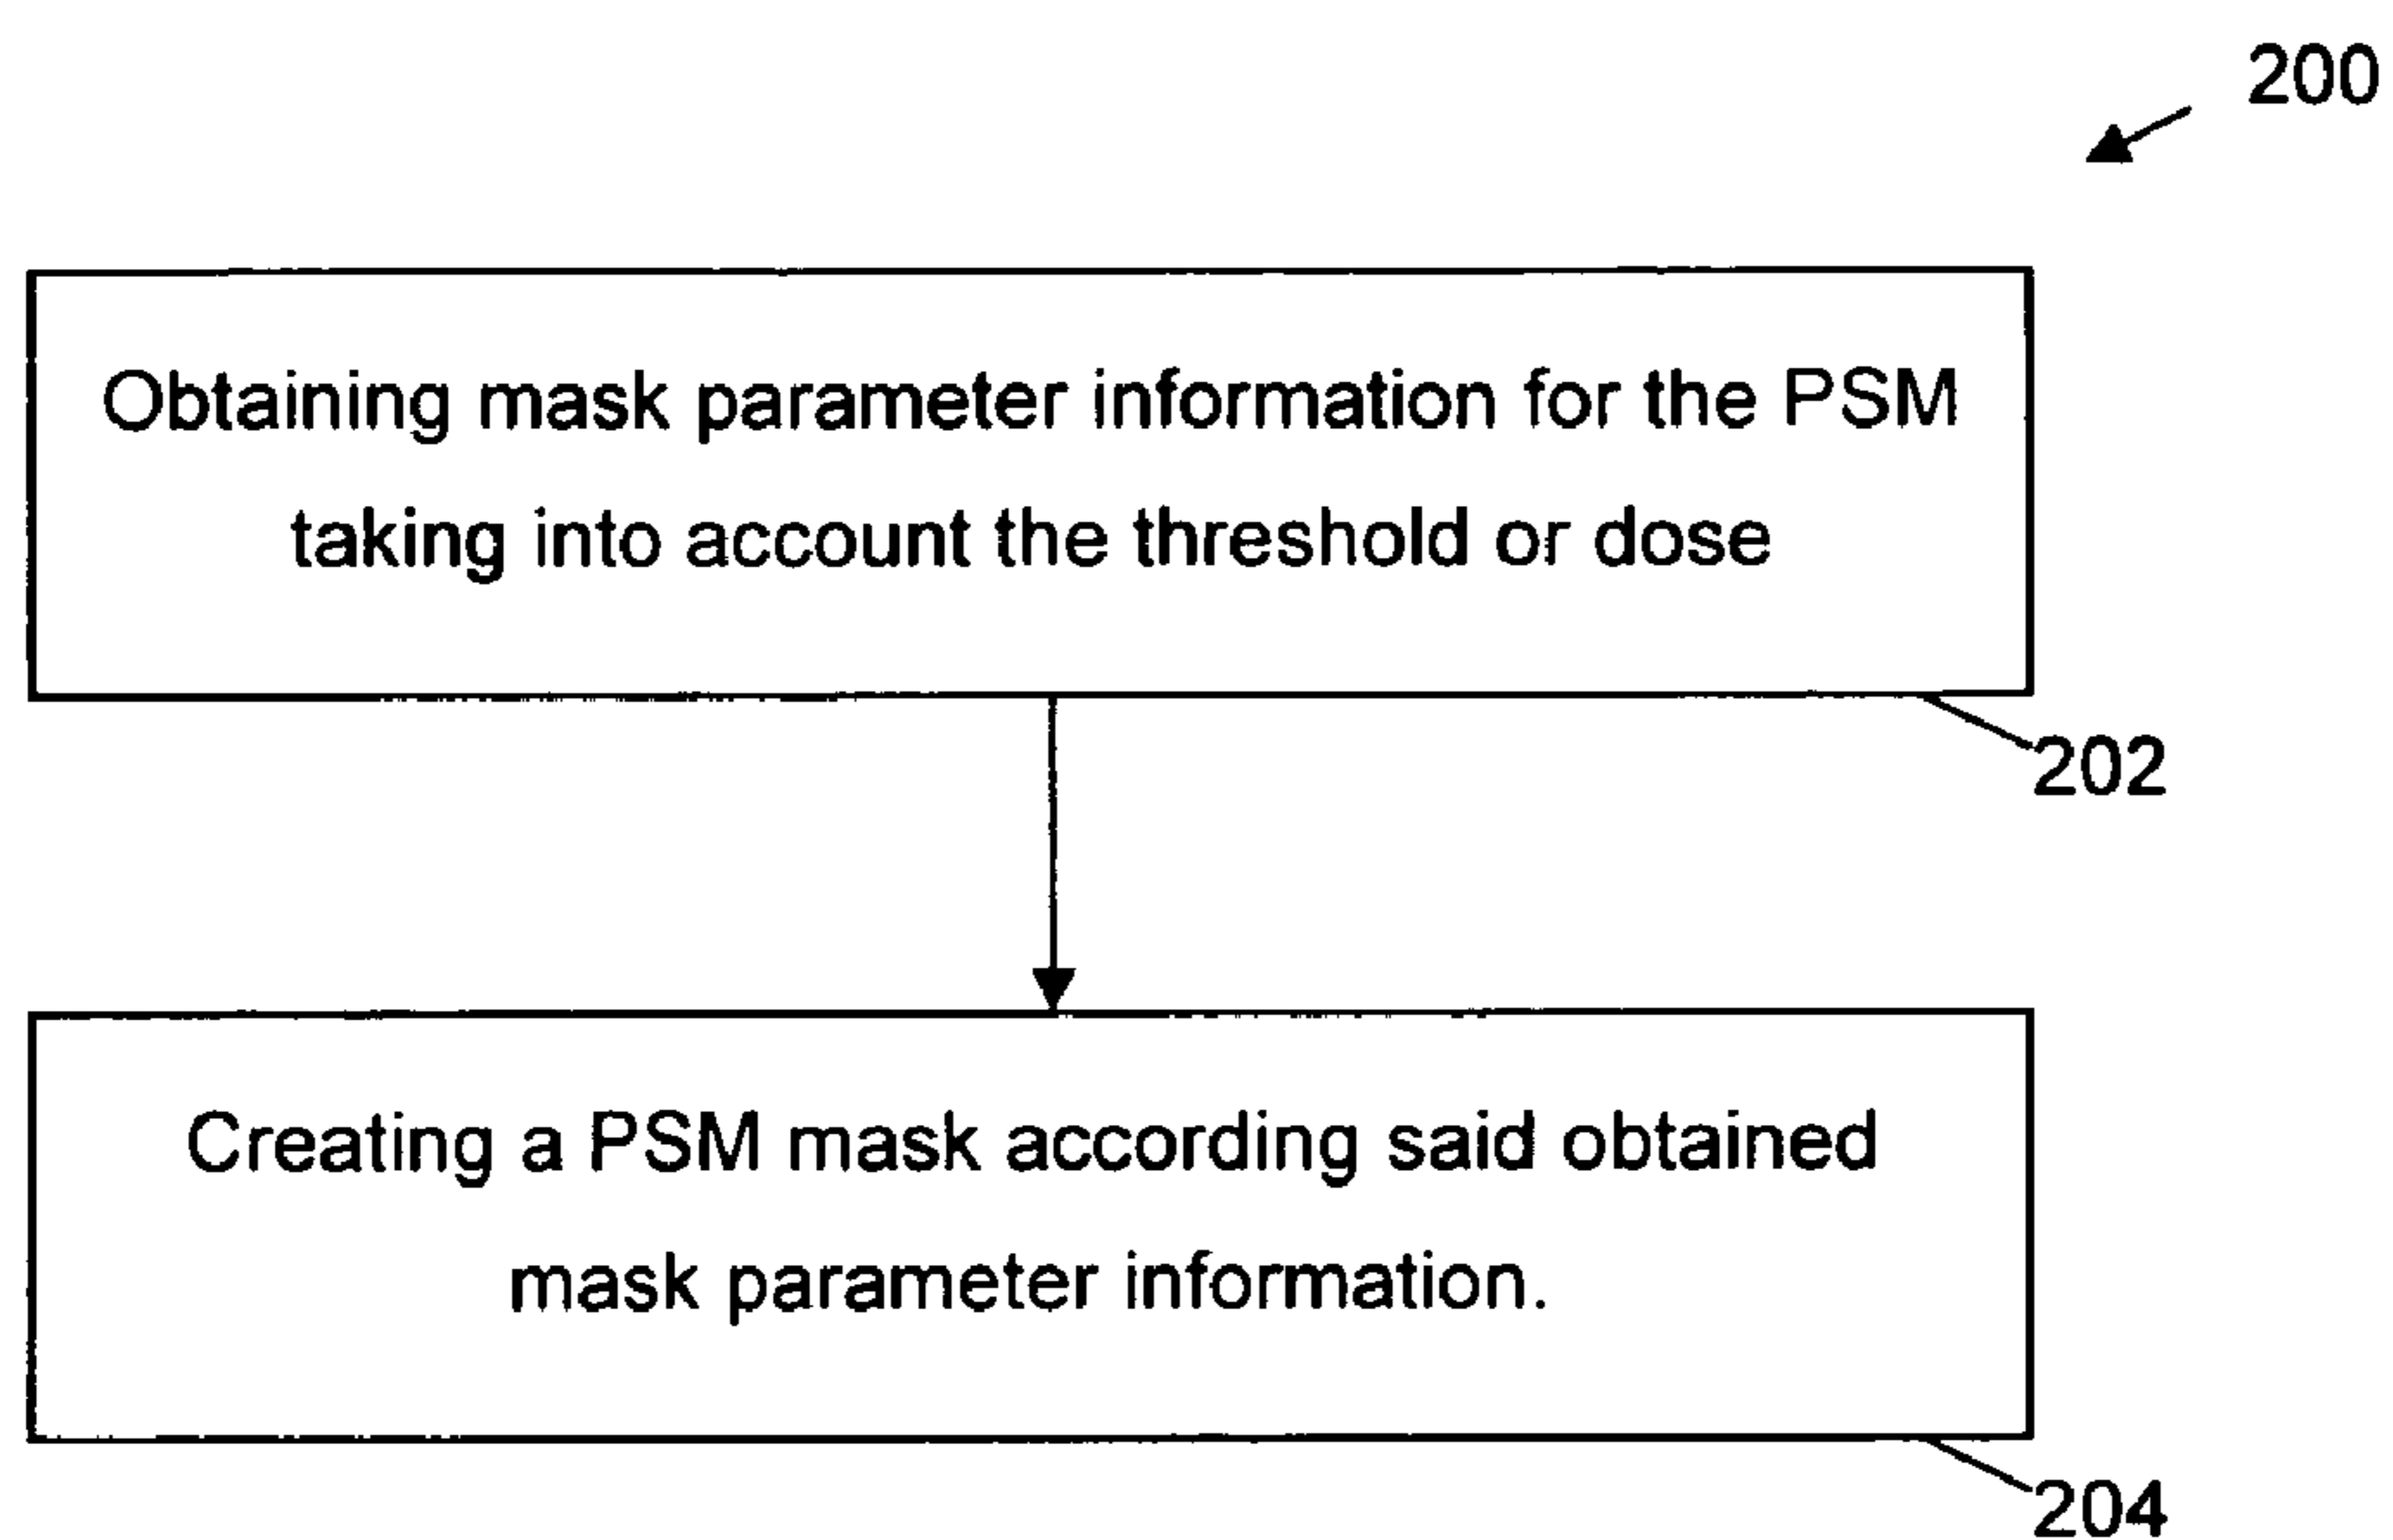 200
Obtaining mask parameter information for the PSM
taking into account the threshold or dose
202
Creating a PSM mask according said obtained
mask parameter information.
204